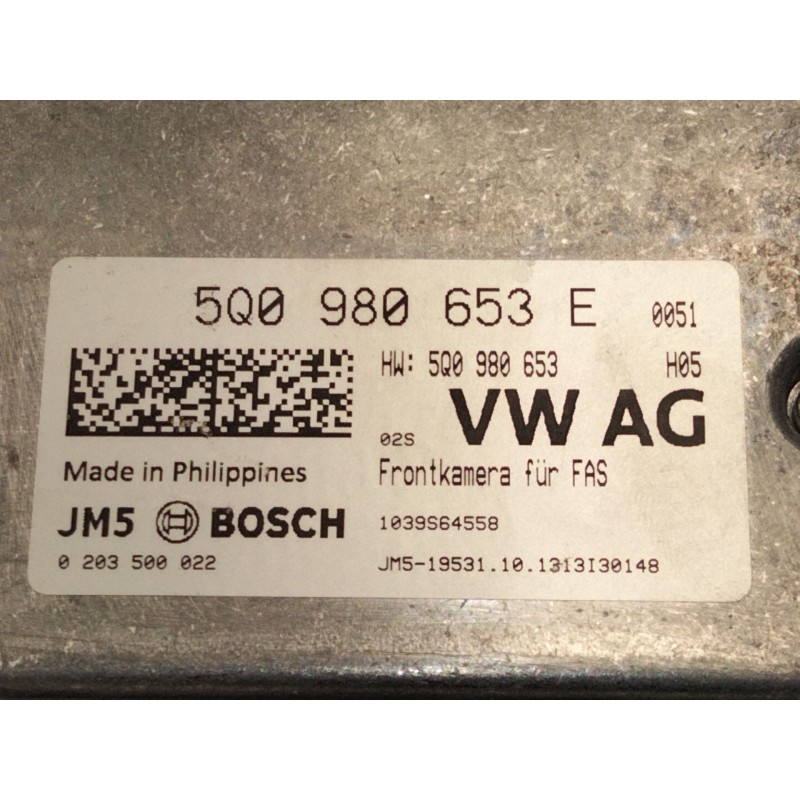 5Q0 980 653 E 0051
HW: 5Q0 980 653 H05
02S VW AG
Made in Philippines
Frontkamera für FAS
JM5 BOSCH
1039S64558
0 203 500 022
JM5-19531.10.1313I30148